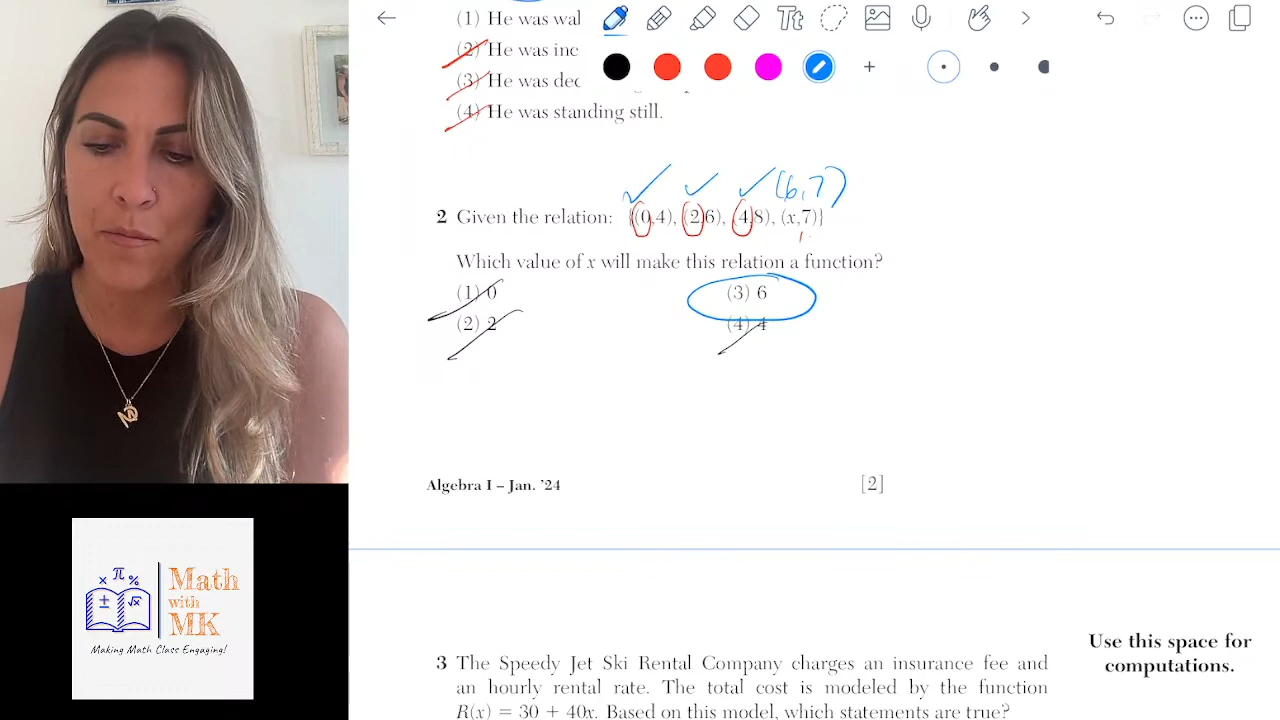 (1) He was wal
(2) He was inc
(3) He was dec
(4) He was standing still.
Tt
(6,7)
2 Given the relation: {(0,4), (2,6), (4,8), (x,7)}
Which value of x will make this relation a function?
(1) 0
(3) 6
(2) 2
(4) 4
Algebra I – Jan. ’24
[2]
Math
with
MK
Making Math Class Engaging!
Use this space for
computations.
3 The Speedy Jet Ski Rental Company charges an insurance fee and
an hourly rental rate. The total cost is modeled by the function
R(x) = 30 + 40x. Based on this model, which statements are true?